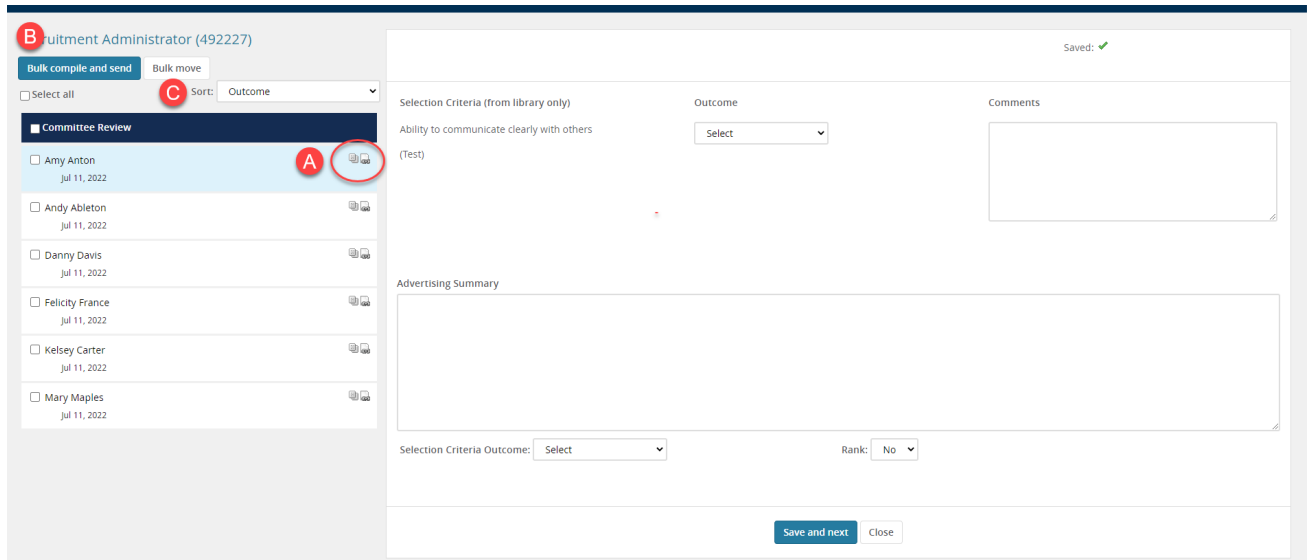 B ruitment Administrator (492227)
Saved:
Bulk compile and send Bulk move
Select all C Sort: Outcome
Committee Review
A
Amy Anton
Jul 11, 2022
Andy Ableton
Jul 11, 2022
Danny Davis
Jul 11, 2022
Felicity France
Jul 11, 2022
Kelsey Carter
Jul 11, 2022
Mary Maples
Jul 11, 2022
Selection Criteria (from library only) Outcome Comments
Ability to communicate clearly with others Select
(Test)
Advertising Summary
Selection Criteria Outcome: Select Rank: No
Save and next Close